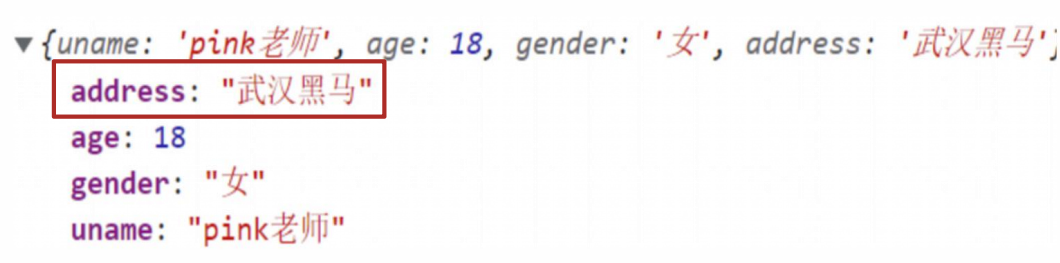 ▼{uname: 'pink老师', age: 18, gender: '女', address: '武汉黑马'}
address: "武汉黑马"
age: 18
gender: "女"
uname: "pink老师"